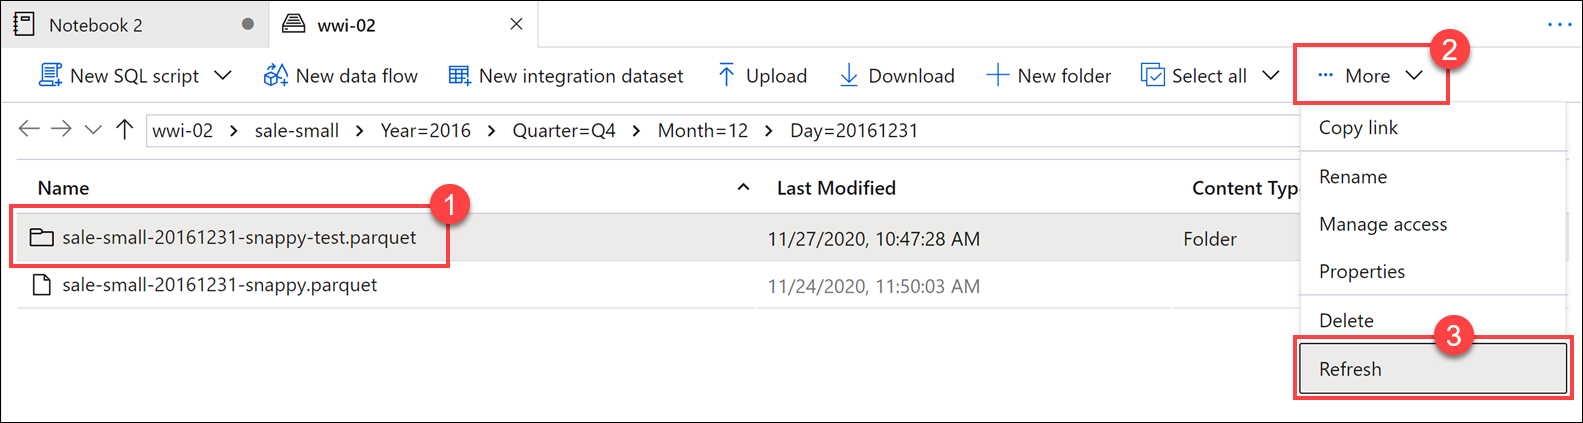 Notebook 2
wwi-02
New SQL script
New data flow
New integration dataset
Upload
Download
New folder
Select all
More
2
wwi-02 > sale-small > Year=2016 > Quarter=Q4 > Month=12 > Day=20161231
Copy link
Name
Last Modified
Content Type
Rename
1
sale-small-20161231-snappy-test.parquet
11/27/2020, 10:47:28 AM
Folder
Manage access
sale-small-20161231-snappy.parquet
11/24/2020, 11:50:03 AM
Properties
Delete
3
Refresh